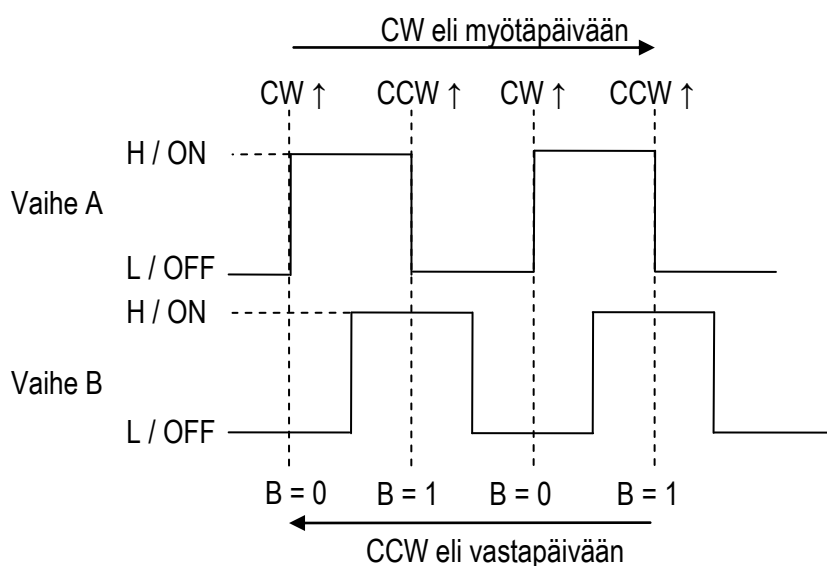 CW eli myötäpäivään
CW ↑ CCW ↑ CW ↑ CCW ↑
H / ON
Vaihe A
L / OFF
H / ON
Vaihe B
L / OFF
B = 0 B = 1 B = 0 B = 1
CCW eli vastapäivään